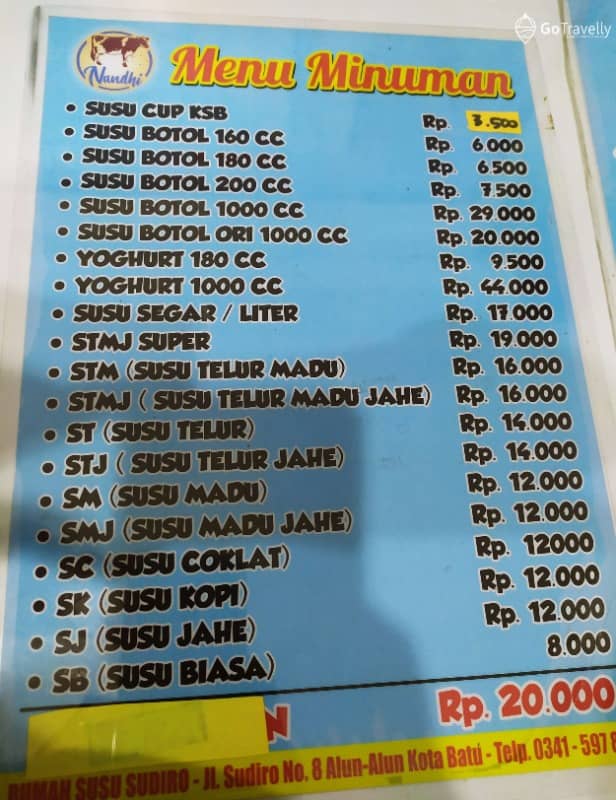 GoTravelly
Nandhi
Menu Minuman
• SUSU CUP KSB Rp. 3.500
• SUSU BOTOL 160 CC Rp. 6.000
• SUSU BOTOL 180 CC Rp. 6.500
• SUSU BOTOL 200 CC Rp. 7.500
• SUSU BOTOL 1000 CC Rp. 29.000
• SUSU BOTOL ORI 1000 CC Rp. 20.000
• YOGHURT 180 CC Rp. 9.500
• YOGHURT 1000 CC Rp. 44.000
• SUSU SEGAR / LITER Rp. 17.000
• STMJ SUPER Rp. 19.000
• STM (SUSU TELUR MADU) Rp. 16.000
• STMJ ( SUSU TELUR MADU JAHE) Rp. 16.000
• ST (SUSU TELUR) Rp. 14.000
• STJ ( SUSU TELUR JAHE) Rp. 14.000
• SM (SUSU MADU) Rp. 12.000
• SMJ (SUSU MADU JAHE) Rp. 12.000
• SC (SUSU COKLAT) Rp. 12000
• SK (SUSU KOPI) Rp. 12.000
• SJ (SUSU JAHE) Rp. 12.000
• SB (SUSU BIASA) 8.000
N Rp. 20.000
RUMAH SUSU SUDIRO - Jl. Sudiro No. 8 Alun-Alun Kota Batu - Telp. 0341 - 597 8